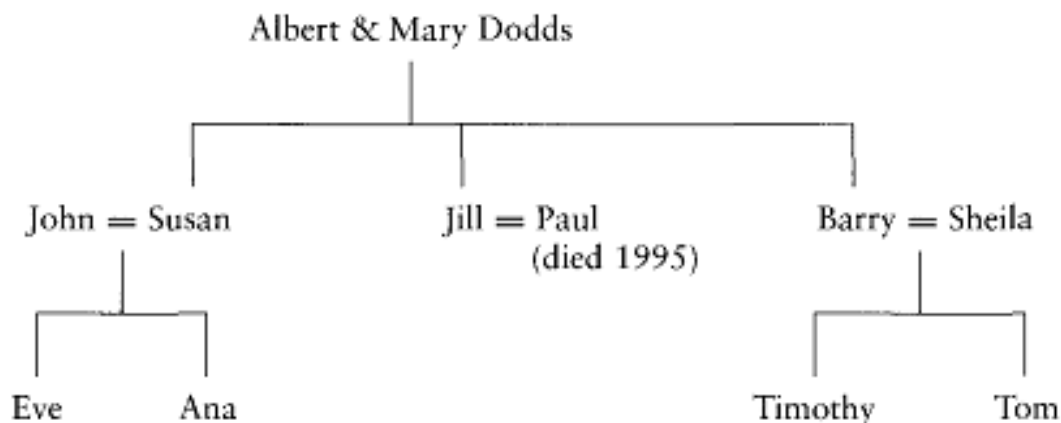 Albert & Mary Dodds
John = Susan
Jill = Paul
(died 1995)
Barry = Sheila
Eve
Ana
Timothy
Tom